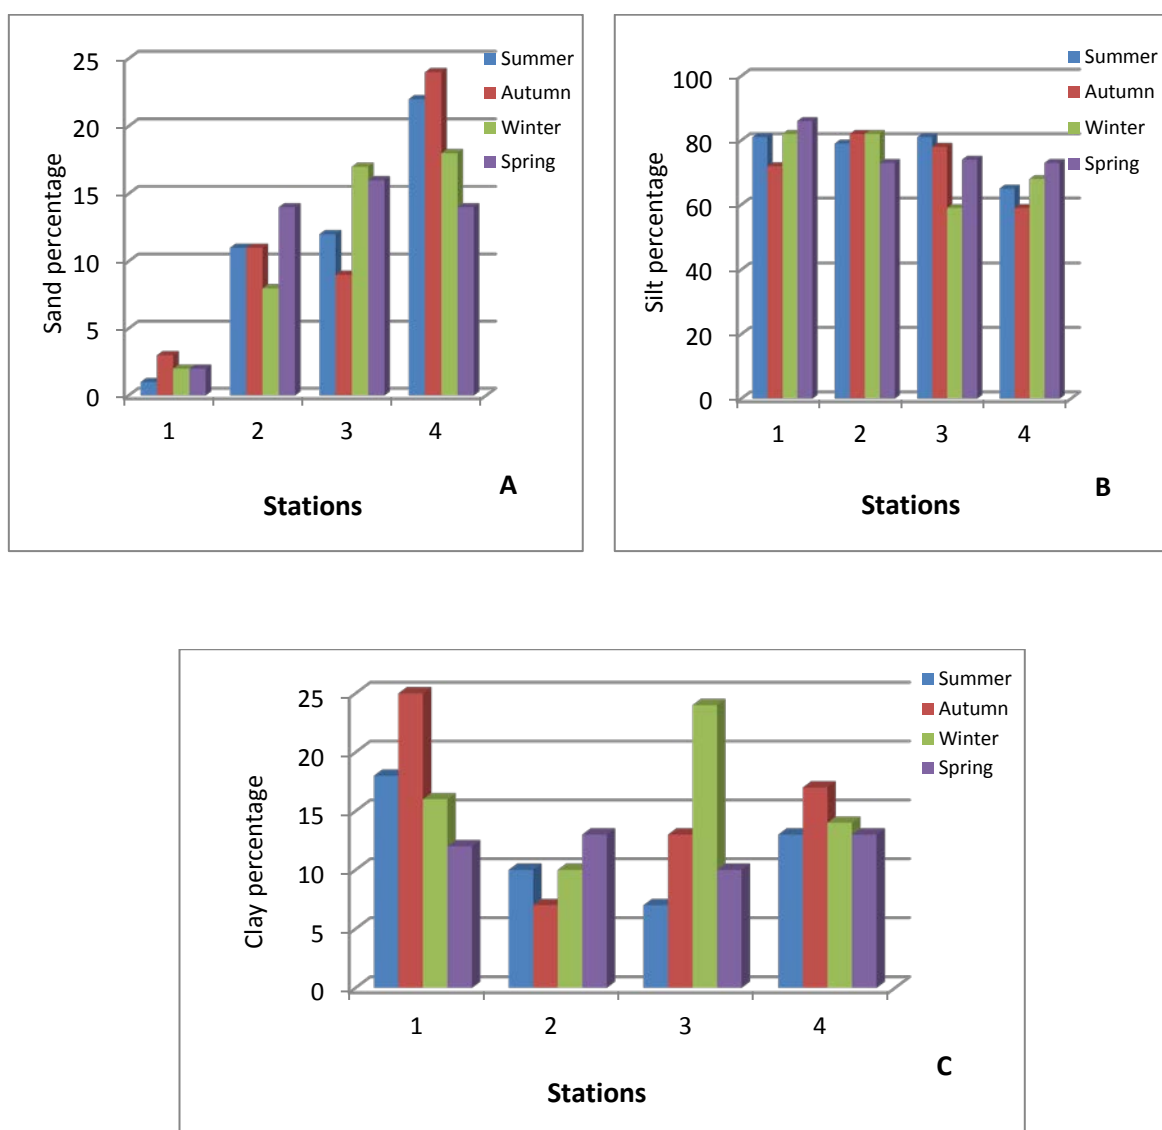 25
20
15
10
5
0
Sand percentage
Summer
Autumn
Winter
Spring
1 2 3 4
A
Stations
100
80
60
40
20
0
Silt percentage
Summer
Autumn
Winter
Spring
1 2 3 4
B
Stations
25
20
15
10
5
0
Clay percentage
Summer
Autumn
Winter
Spring
1 2 3 4
C
Stations